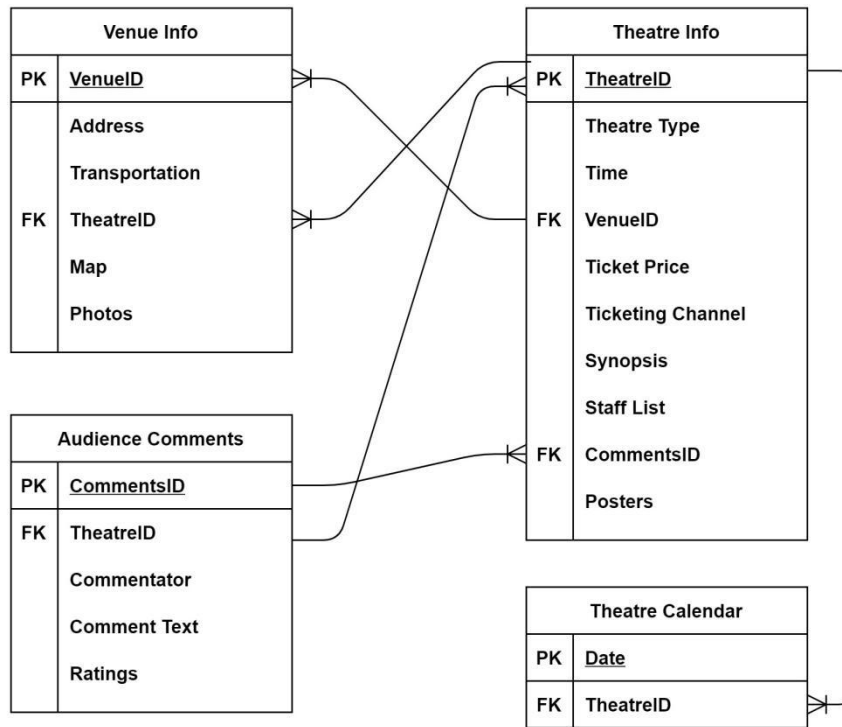 Venue Info
PK VenueID
Address
Transportation
FK TheatreID
Map
Photos
Theatre Info
PK TheatreID
Theatre Type
Time
FK VenueID
Ticket Price
Ticketing Channel
Synopsis
Staff List
FK CommentsID
Posters
Audience Comments
PK CommentsID
FK TheatreID
Commentator
Comment Text
Ratings
Theatre Calendar
PK Date
FK TheatreID